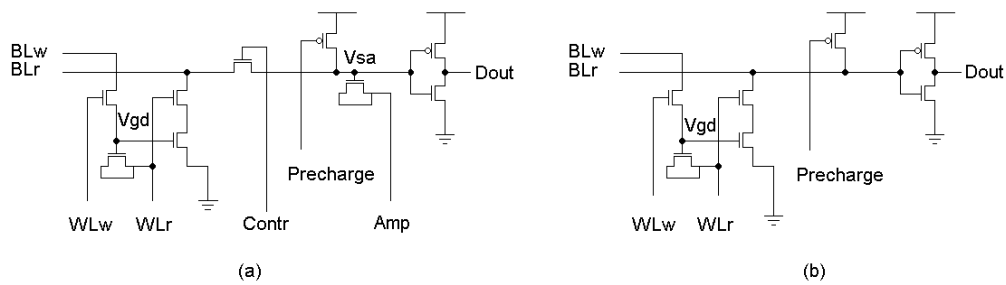 BLw
BLr
Vsa
Dout
Vgd
Precharge
WLw WLr Contr Amp
(a)
BLw
BLr
Dout
Vgd
Precharge
WLw WLr
(b)